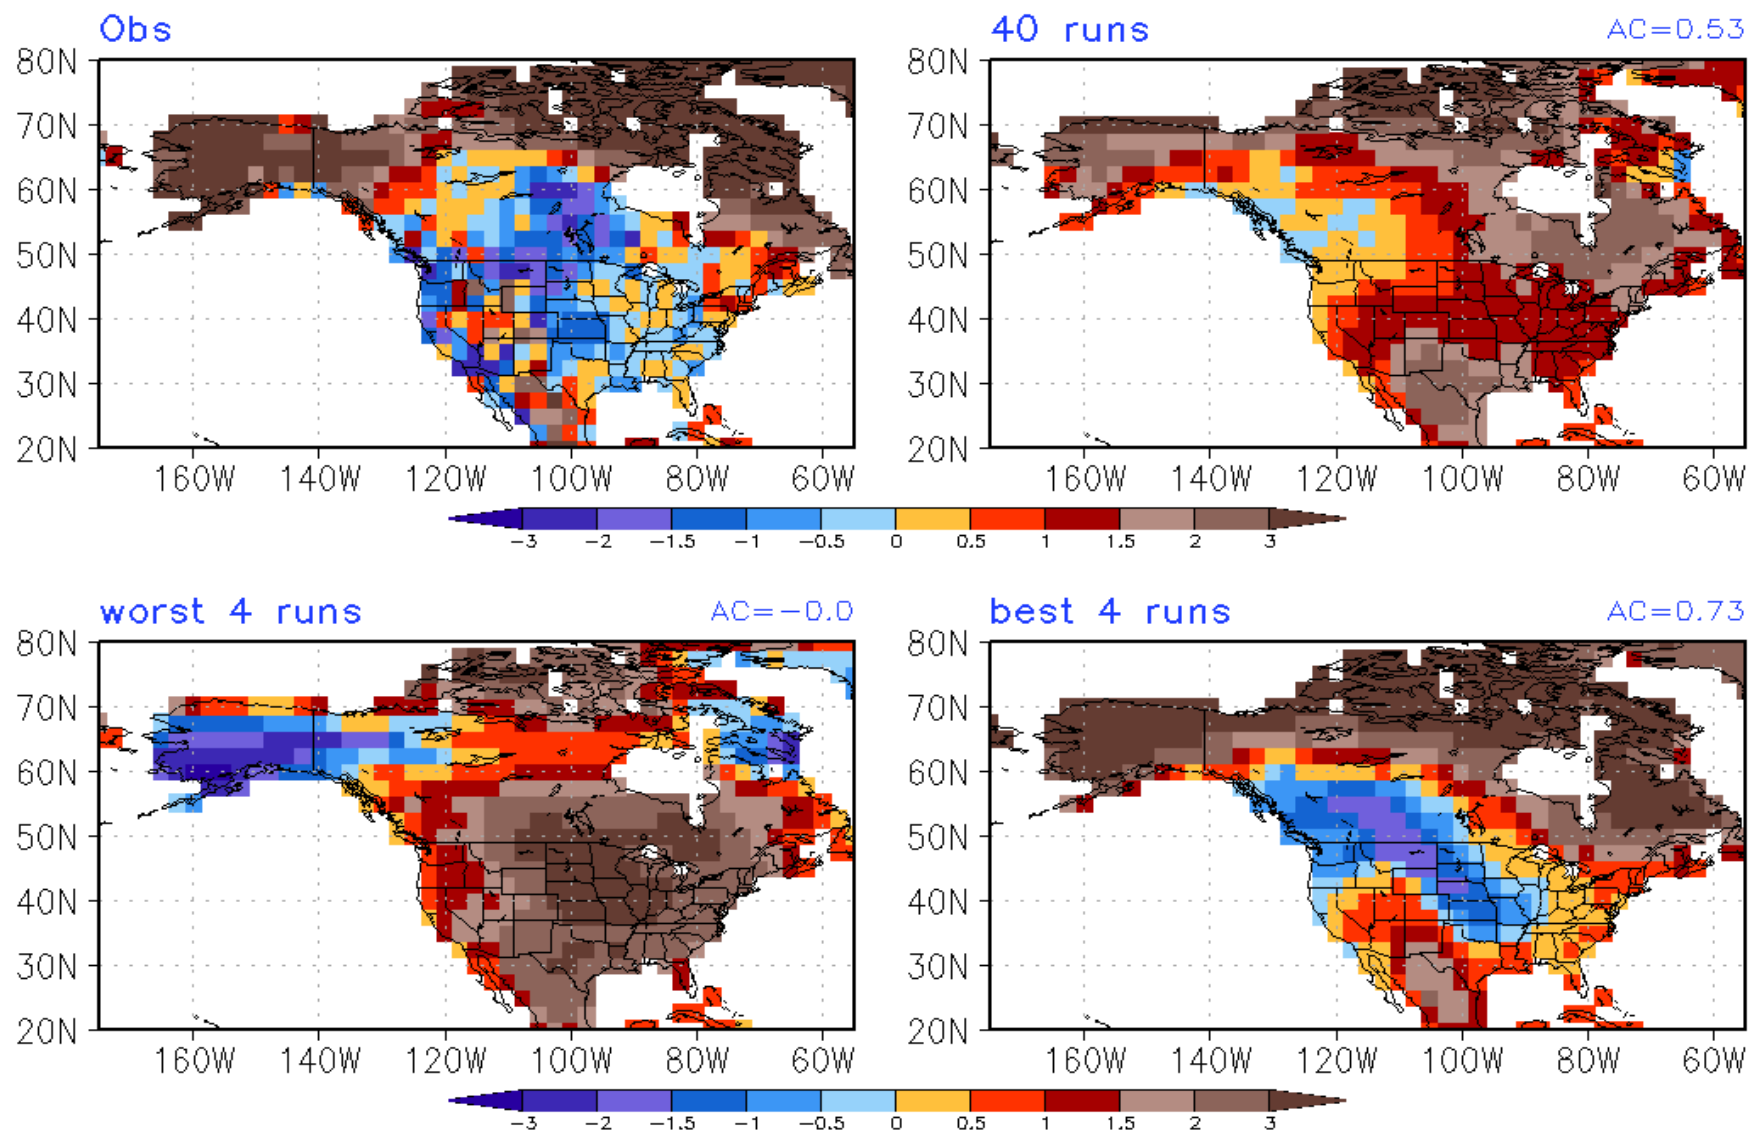 Obs
80N
70N
60N
50N
40N
30N
20N
160W 140W 120W 100W 80W 60W
40 runs AC=0.53
80N
70N
60N
50N
40N
30N
20N
160W 140W 120W 100W 80W 60W
-3 -2 -1.5 -1 -0.5 0 0.5 1 1.5 2 3
worst 4 runs AC=-0.0
80N
70N
60N
50N
40N
30N
20N
160W 140W 120W 100W 80W 60W
best 4 runs AC=0.73
80N
70N
60N
50N
40N
30N
20N
160W 140W 120W 100W 80W 60W
-3 -2 -1.5 -1 -0.5 0 0.5 1 1.5 2 3